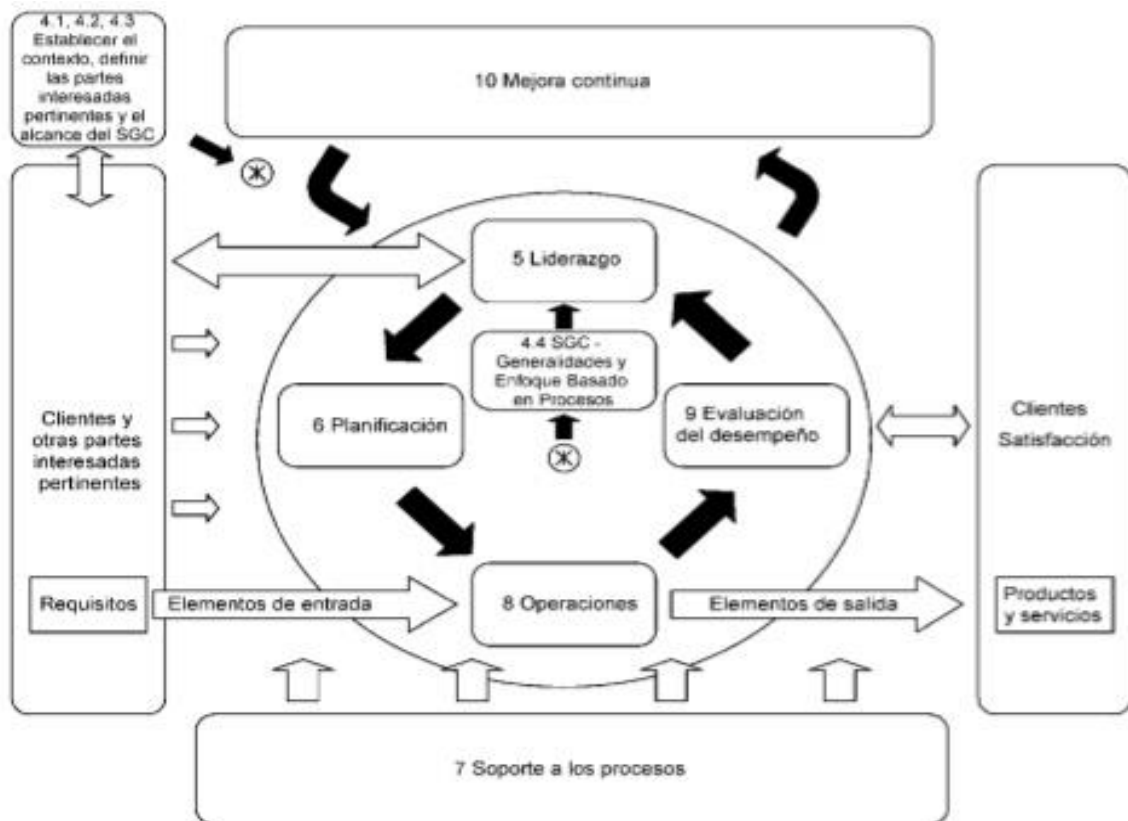 4.1, 4.2, 4.3
Establecer el
contexto, definir
las partes
interesadas
pertinentes y el
alcance del SGC
10 Mejora continua
5 Liderazgo
4.4 SGC -
Generalidades y
Enfoque Basado
en Procesos
6 Planificación
9 Evaluación
del desempeño
Clientes y
otras partes
interesadas
pertinentes
Clientes
Satisfacción
Requisitos
Elementos de entrada
8 Operaciones
Elementos de salida
Productos
y servicios
7 Soporte a los procesos